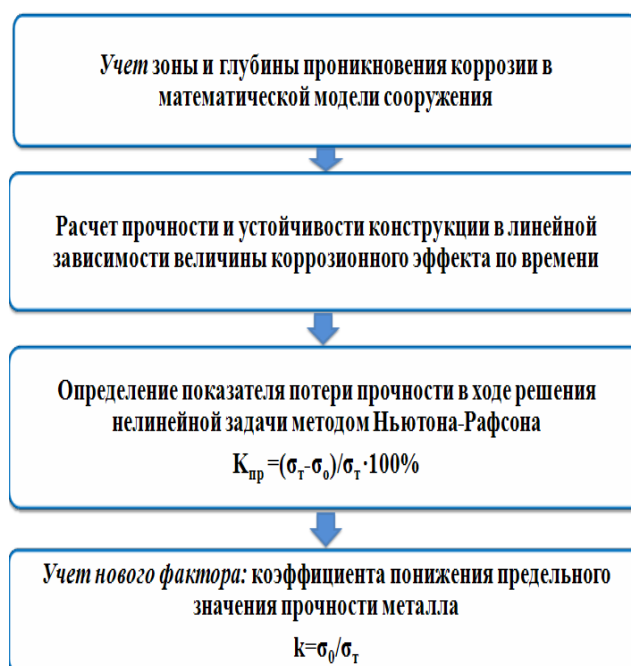 Учет зоны и глубины проникновения коррозии в
математической модели сооружения
Расчет прочности и устойчивости конструкции в линейной
зависимости величины коррозионного эффекта по времени
Определение показателя потери прочности в ходе решения
нелинейной задачи методом Ньютона-Рафсона
Kпр =(σт-σо)/σт·100%
Учет нового фактора: коэффициента понижения предельного
значения прочности металла
k=σ0/σт